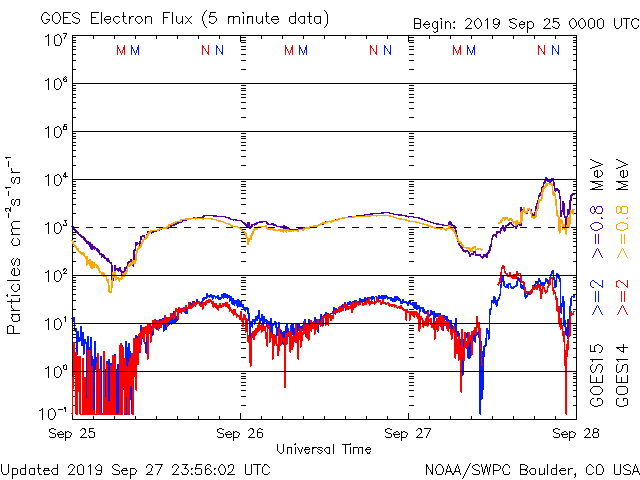 GOES Electron Flux (5 minute data)
Begin: 2019 Sep 25 0000 UTC
10⁷
M M N N M M N N M M N N
10⁶
10⁵
10⁴
10³
10²
10¹
10⁰
10⁻¹
Particles cm⁻²s⁻¹sr⁻¹
GOES15 >=2 >=0.8 MeV
GOES14 >=2 >=0.8 MeV
Sep 25 Sep 26 Sep 27 Sep 28
Universal Time
Updated 2019 Sep 27 23:56:02 UTC
NOAA/SWPC Boulder, CO USA